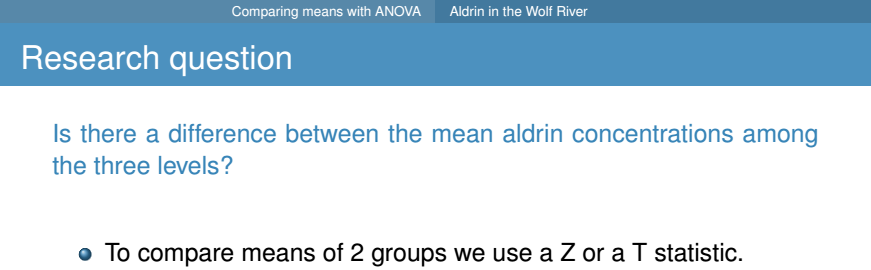 Comparing means with ANOVA Aldrin in the Wolf River
Research question
Is there a difference between the mean aldrin concentrations among
the three levels?
To compare means of 2 groups we use a Z or a T statistic.